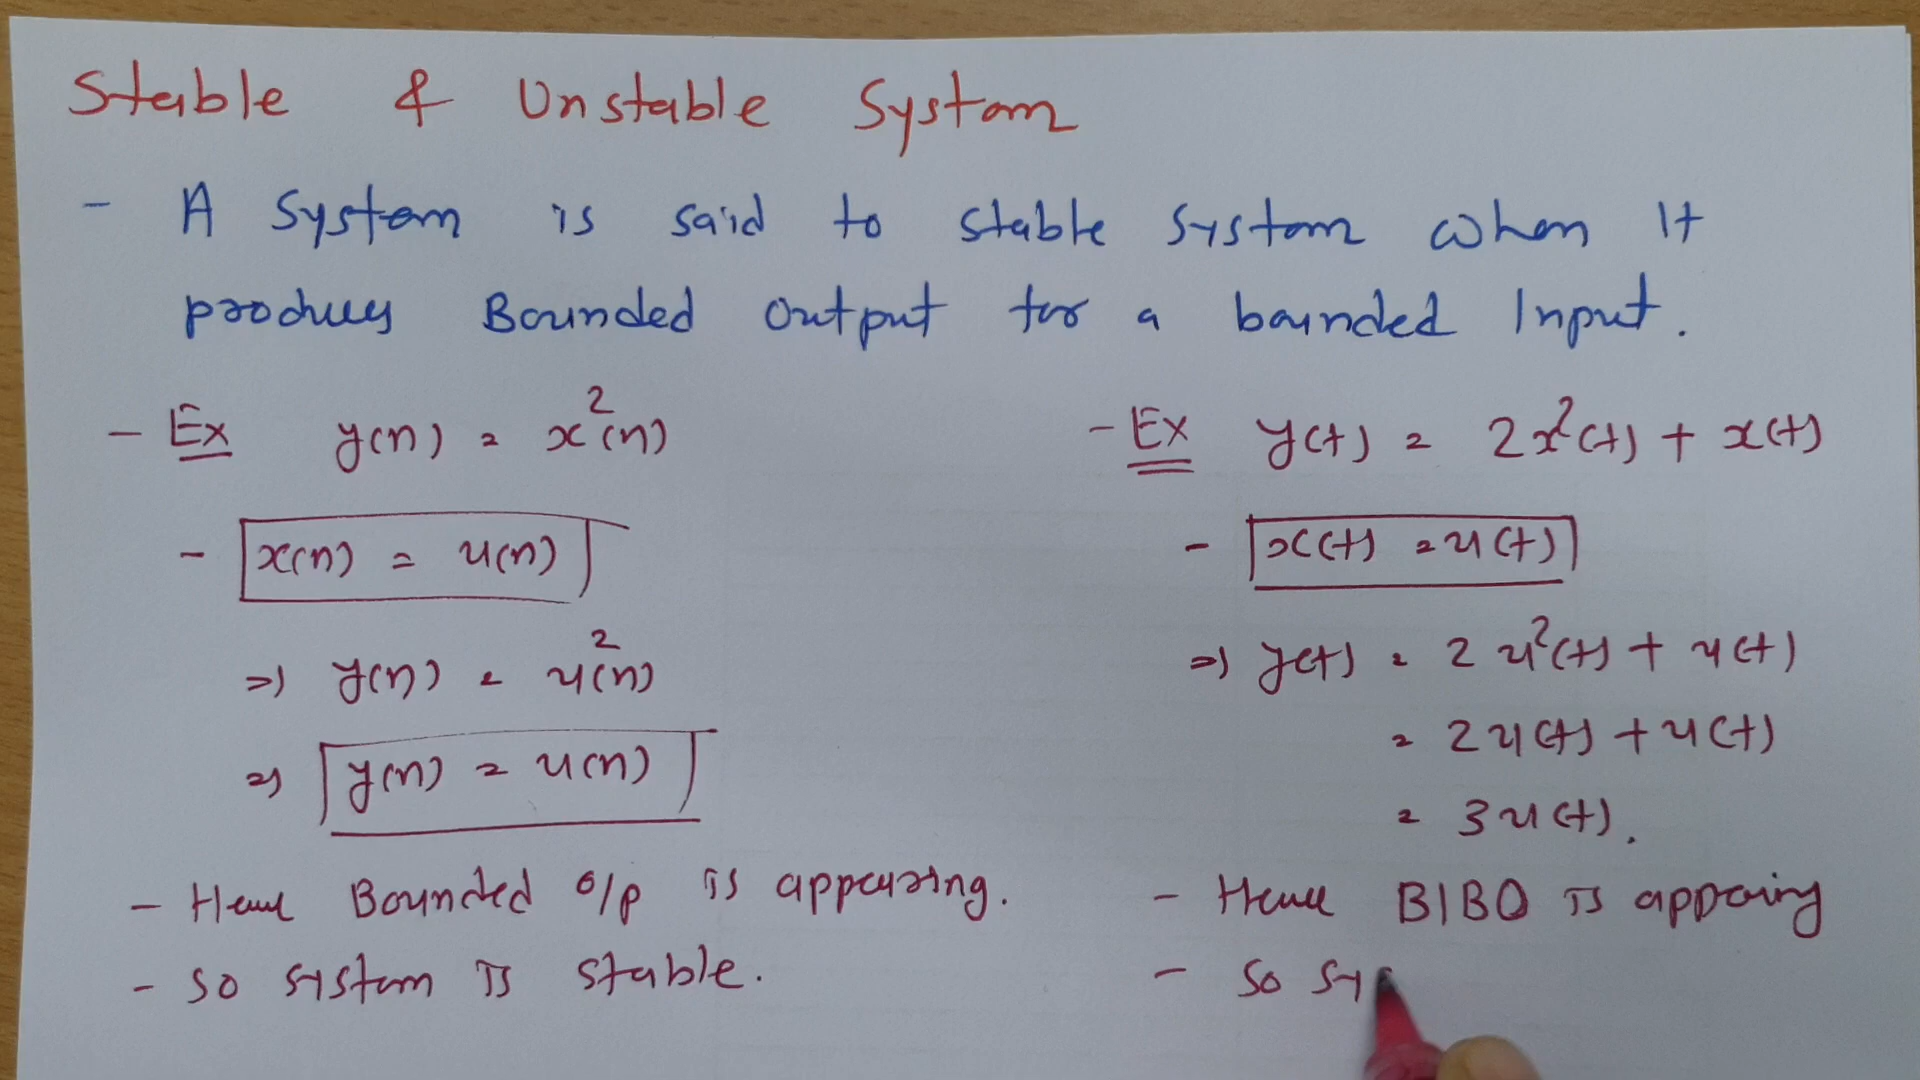 Stable & Unstable System
- A System is said to stable system when it
produces Bounded output for a bounded Input.
- Ex y(n) = x²(n)
- x(n) = u(n)
=> y(n) = u²(n)
=> y(n) = u(n)
- Hence Bounded o/p is appearing.
- So system is stable.
- Ex y(t) = 2x²(t) + x(t)
- x(t) = u(t)
=> y(t) = 2u²(t) + u(t)
= 2u(t) + u(t)
= 3u(t).
- Hence BIBO is appearing
- So sys